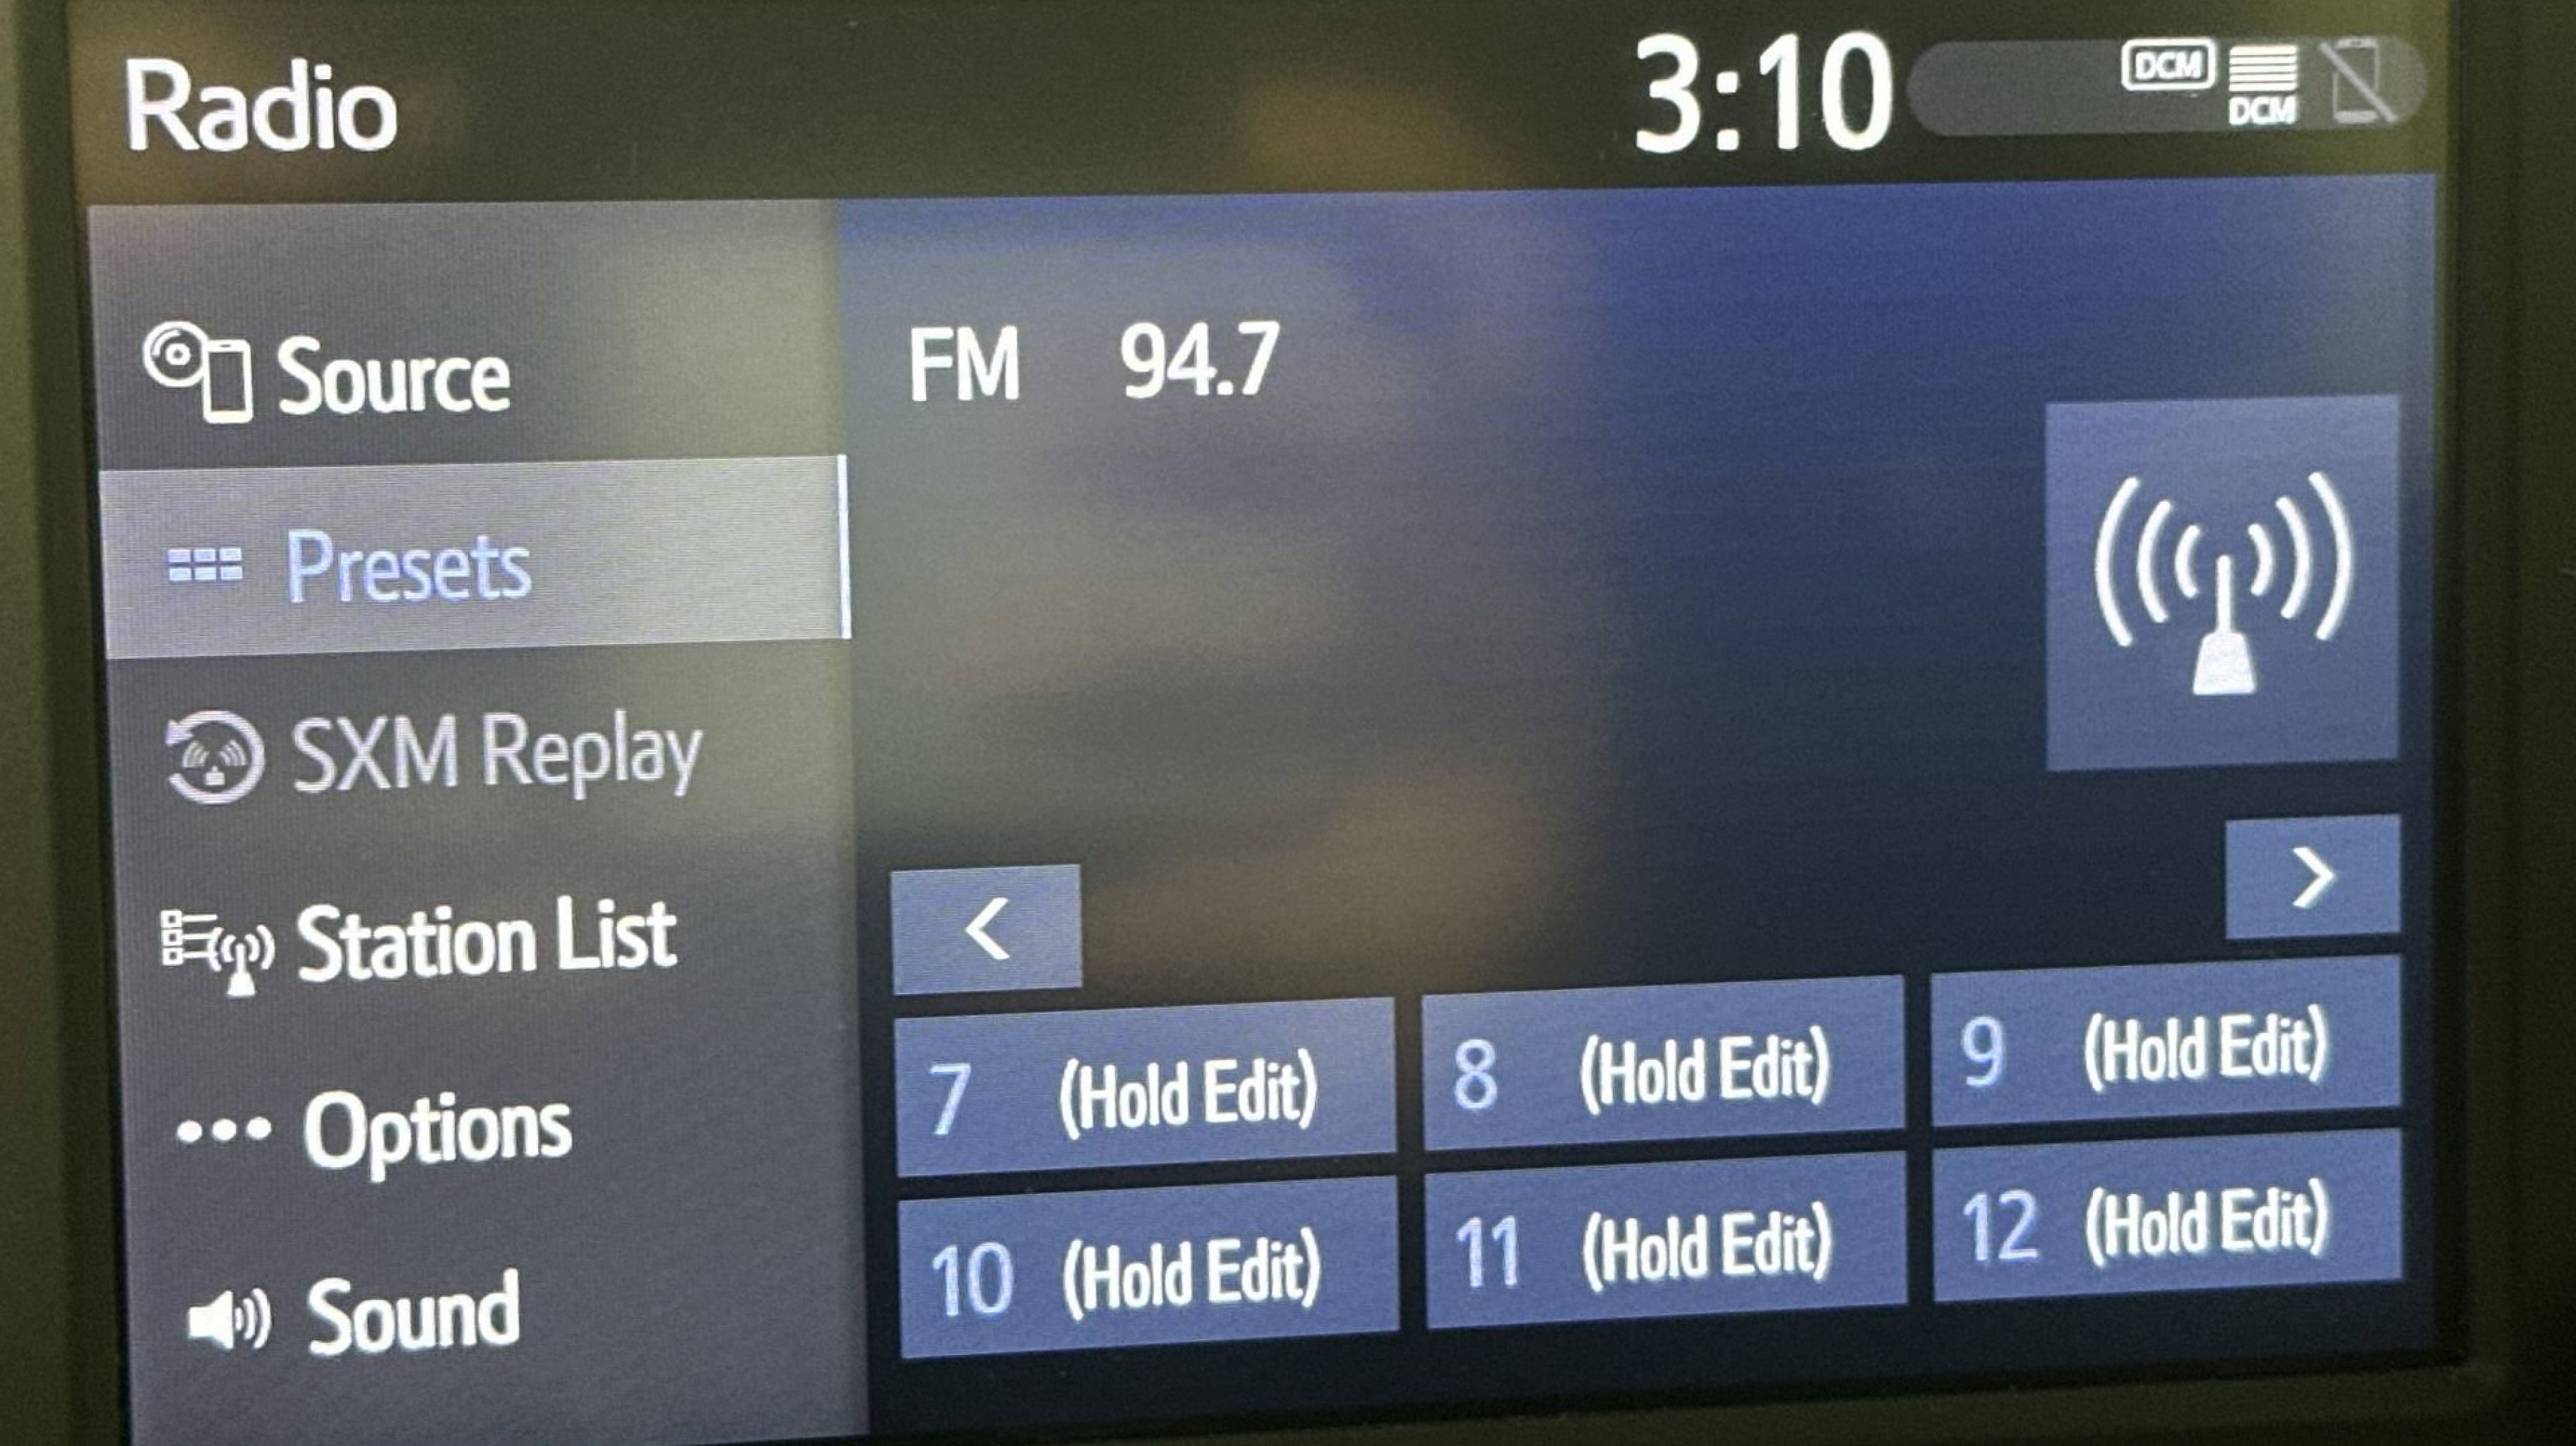 Radio
3:10
DCM
DCM
Source
FM 94.7
Presets
SXM Replay
Station List
Options
Sound
7 (Hold Edit)
8 (Hold Edit)
9 (Hold Edit)
10 (Hold Edit)
11 (Hold Edit)
12 (Hold Edit)